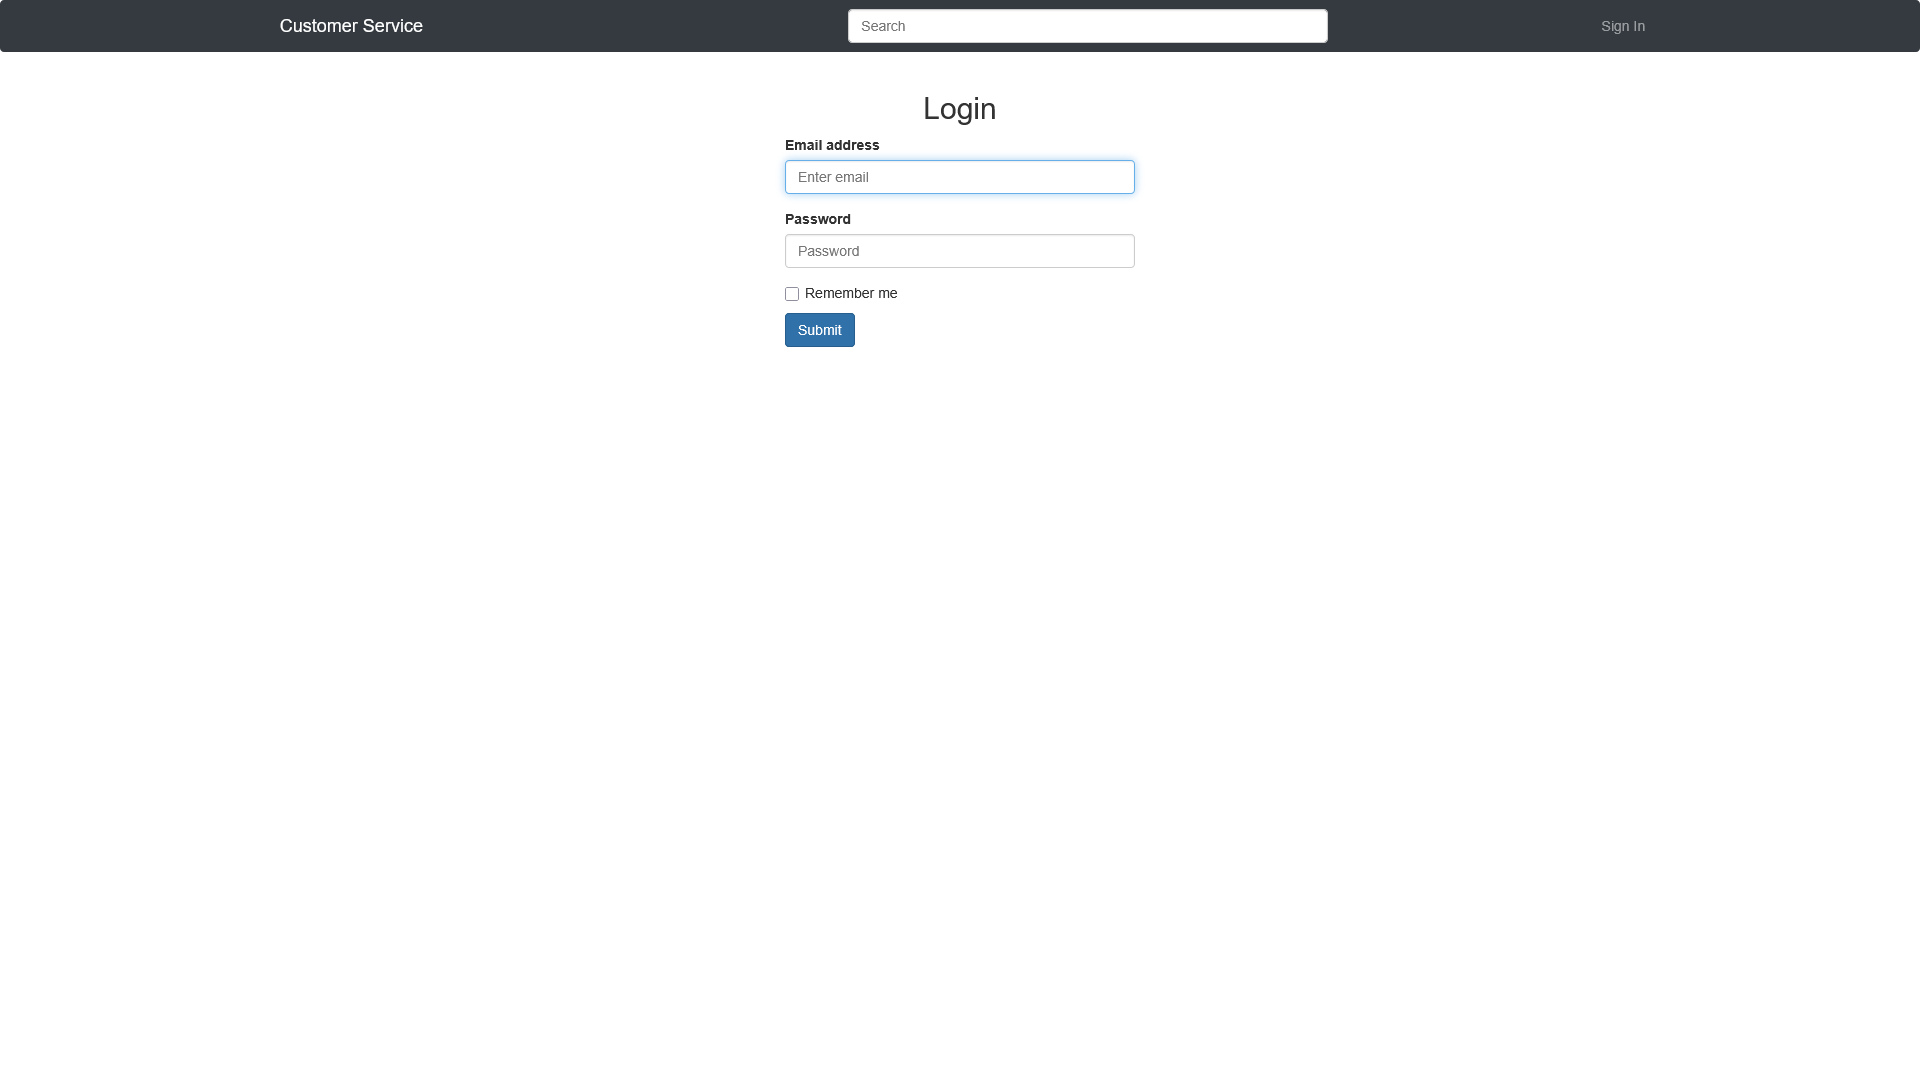 Customer Service
Search
Sign In
Login
Email address
Enter email
Password
Password
Remember me
Submit